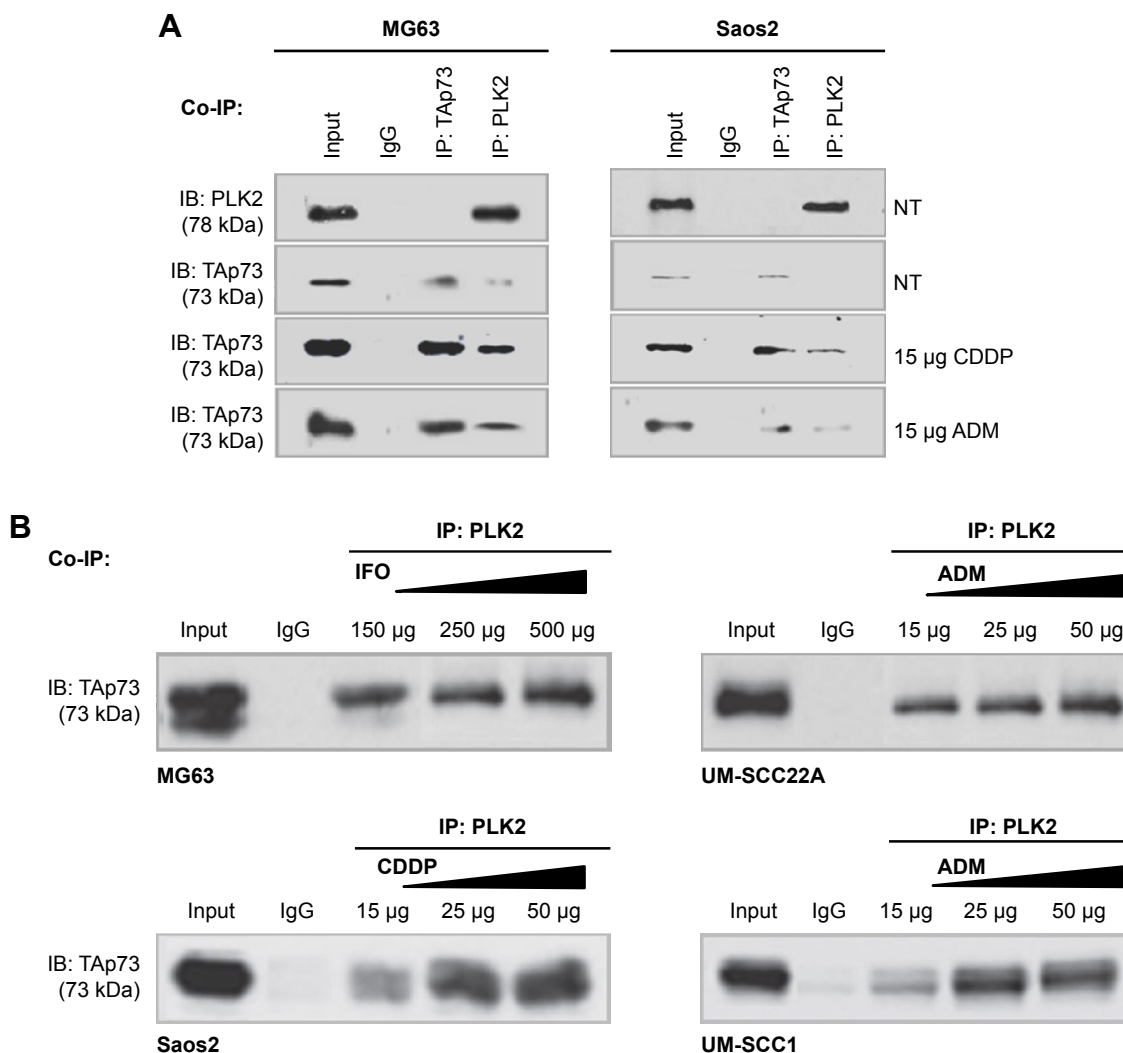 A
MG63
Saos2
Co-IP:
Input
IgG
IP: TAp73
IP: PLK2
Input
IgG
IP: TAp73
IP: PLK2
IB: PLK2
(78 kDa)
NT
IB: TAp73
(73 kDa)
NT
IB: TAp73
(73 kDa)
15 µg CDDP
IB: TAp73
(73 kDa)
15 µg ADM
B
Co-IP:
IP: PLK2
IFO
Input IgG 150 µg 250 µg 500 µg
IB: TAp73
(73 kDa)
MG63
IP: PLK2
ADM
Input IgG 15 µg 25 µg 50 µg
UM-SCC22A
IP: PLK2
CDDP
Input IgG 15 µg 25 µg 50 µg
IB: TAp73
(73 kDa)
Saos2
IP: PLK2
ADM
Input IgG 15 µg 25 µg 50 µg
UM-SCC1